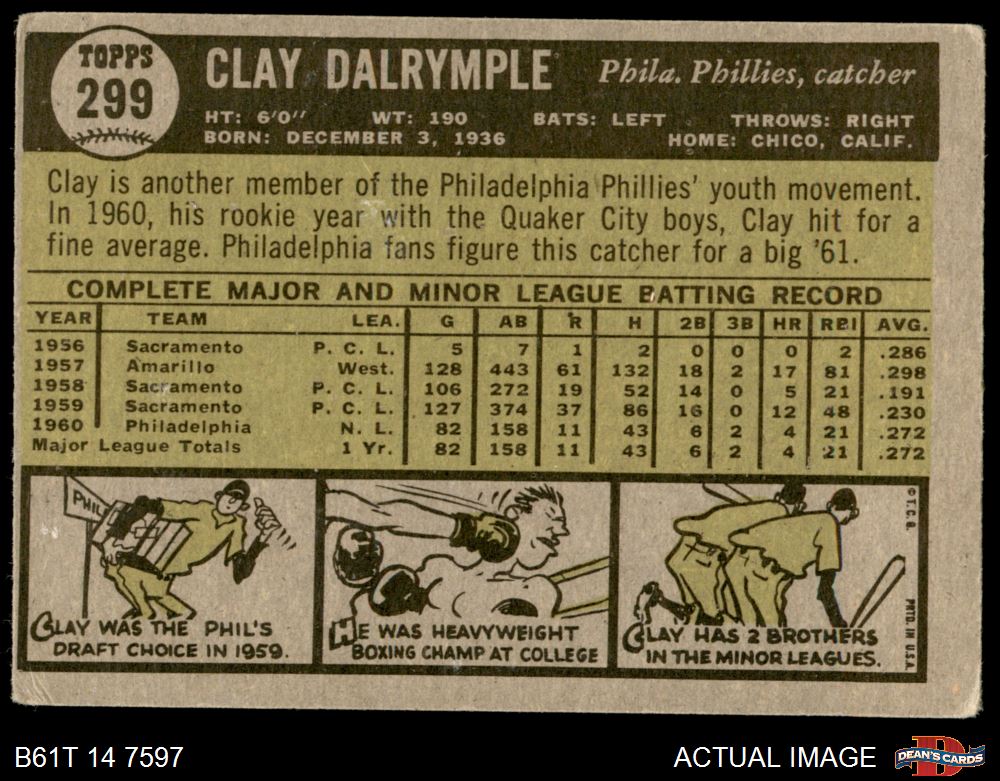 TOPPS
299
CLAY DALRYMPLE Phila. Phillies, catcher
HT: 6'0'' WT: 190 BATS: LEFT THROWS: RIGHT
BORN: DECEMBER 3, 1936 HOME: CHICO, CALIF.
Clay is another member of the Philadelphia Phillies' youth movement.
In 1960, his rookie year with the Quaker City boys, Clay hit for a
fine average. Philadelphia fans figure this catcher for a big '61.
COMPLETE MAJOR AND MINOR LEAGUE BATTING RECORD
YEAR TEAM LEA. G AB R H 2B 3B HR RBI AVG.
1956 Sacramento P. C. L. 5 7 1 2 0 0 0 2 .286
1957 Amarillo West. 128 443 61 132 18 2 17 81 .298
1958 Sacramento P. C. L. 106 272 19 52 14 0 5 21 .191
1959 Sacramento P. C. L. 127 374 37 86 16 0 12 48 .230
1960 Philadelphia N. L. 82 158 11 43 6 2 4 21 .272
Major League Totals 1 Yr. 82 158 11 43 6 2 4 21 .272
PHIL
CLAY WAS THE PHIL'S
DRAFT CHOICE IN 1959.
HE WAS HEAVYWEIGHT
BOXING CHAMP AT COLLEGE
CLAY HAS 2 BROTHERS
IN THE MINOR LEAGUES.
© T. C. G.
PRTD. IN U.S.A.
B61T 14 7597
ACTUAL IMAGE
D
DEAN'S CARDS